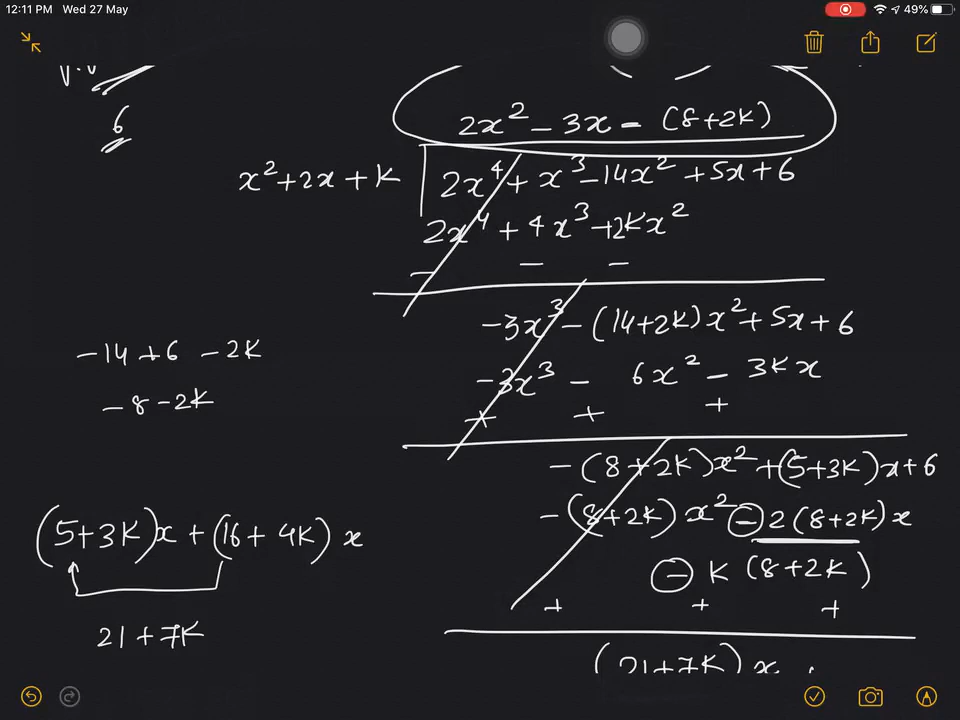 12:11 PM Wed 27 May
49%
6
2x² - 3x - (8+2K)
x²+2x+K
2x⁴ + x³ - 14x² + 5x + 6
2x⁴ + 4x³ + 2Kx²
- - -
-3x³ - (14+2K)x² + 5x + 6
-3x³ - 6x² - 3Kx
+ + +
-14 + 6 - 2K
-8 - 2K
-(8+2K)x² + (5+3K)x + 6
-(8+2K)x² - 2(8+2K)x
- K(8+2K)
+ + +
(5+3K)x + (16+4K)x
21+7K
(21+7K)x